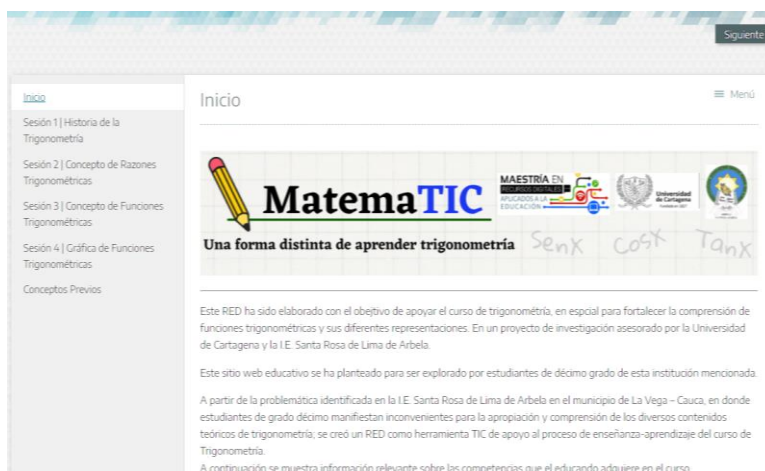 Siguiente
Inicio
Sesión 1 | Historia de la
Trigonometría
Sesión 2 | Concepto de Razones
Trigonométricas
Sesión 3 | Concepto de Funciones
Trigonométricas
Sesión 4 | Gráfica de Funciones
Trigonométricas
Conceptos Previos
Inicio
Menú
MatemaTIC
Una forma distinta de aprender trigonometría
MAESTRÍA EN
RECURSOS DIGITALES
APLICADOS A LA
EDUCACIÓN
Universidad
de Cartagena
Senx Cosx Tanx
Este RED ha sido elaborado con el obejtivo de apoyar el curso de trigonométría, en espcial para fortalecer la comprensión de
funciones trigonométricas y sus diferentes representaciones. En un proyecto de investigación asesorado por la Universidad
de Cartagena y la I.E. Santa Rosa de Lima de Arbela.
Este sitio web educativo se ha planteado para ser explorado por estudiantes de décimo grado de esta institución mencionada.
A partir de la problemática identificada en la I.E. Santa Rosa de Lima de Arbela en el municipio de La Vega – Cauca, en donde
estudiantes de grado décimo manifiestan inconvenientes para la apropiación y comprensión de los diversos contenidos
teóricos de trigonometría; se creó un RED como herramienta TIC de apoyo al proceso de enseñanza-aprendizaje del curso de
Trigonometría.
A continuación se muestra información relevante sobre las competencias que el educando adquiere en el curso